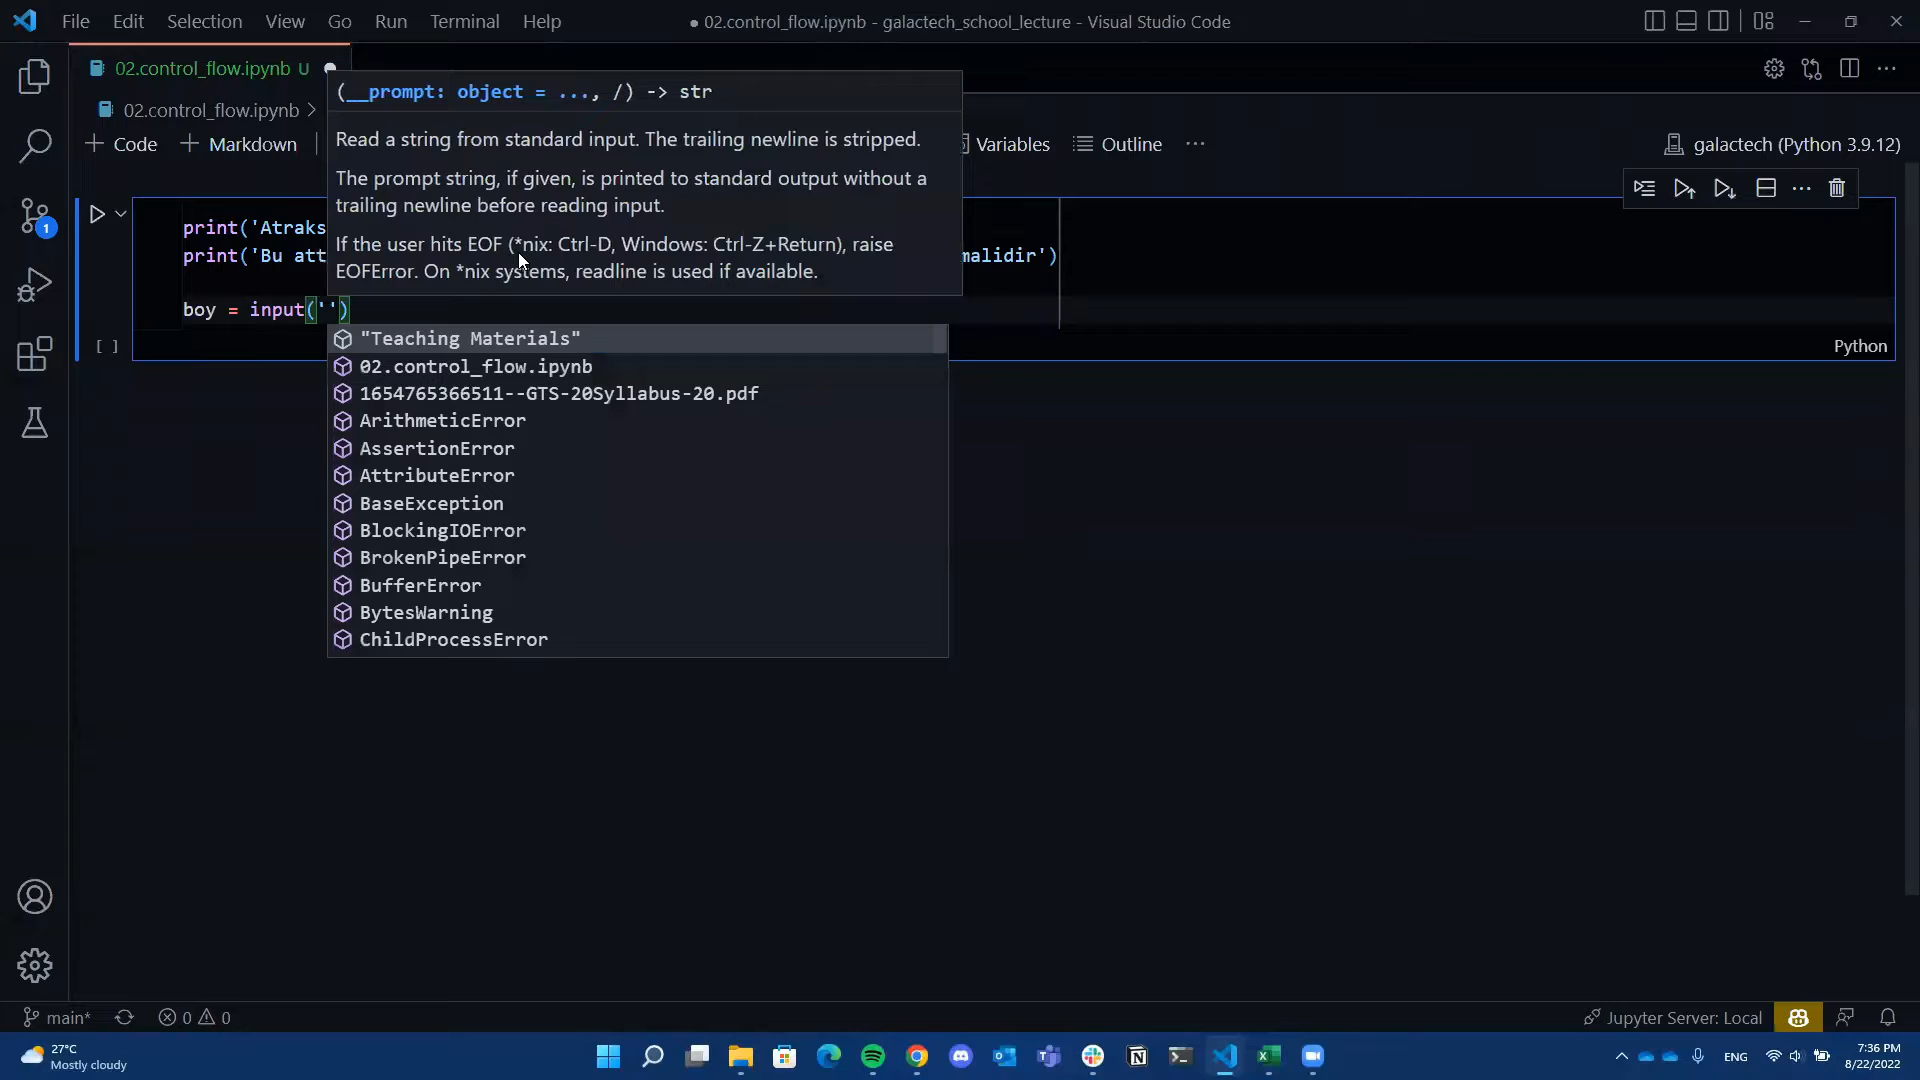 File Edit Selection View Go Run Terminal Help
● 02.control_flow.ipynb - galactech_school_lecture - Visual Studio Code
02.control_flow.ipynb U ●
02.control_flow.ipynb >
+ Code + Markdown
Variables Outline ...
galactech (Python 3.9.12)
(__prompt: object = ..., /) -> str
Read a string from standard input. The trailing newline is stripped.
The prompt string, if given, is printed to standard output without a
trailing newline before reading input.
If the user hits EOF (*nix: Ctrl-D, Windows: Ctrl-Z+Return), raise
EOFError. On *nix systems, readline is used if available.
print('Atraks
print('Bu att malidir')
boy = input('')
[ ]
Python
"Teaching Materials"
02.control_flow.ipynb
1654765366511--GTS-20Syllabus-20.pdf
ArithmeticError
AssertionError
AttributeError
BaseException
BlockingIOError
BrokenPipeError
BufferError
BytesWarning
ChildProcessError
1
main* 0 0
Jupyter Server: Local
27°C
Mostly cloudy
ENG
7:36 PM
8/22/2022